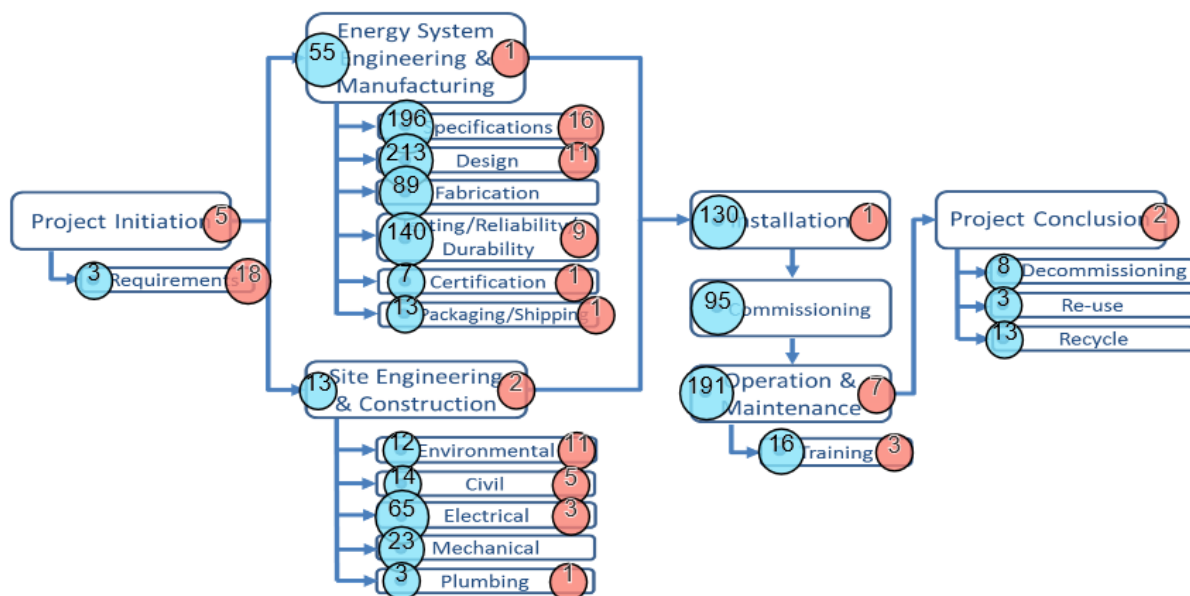 Project Initiation
5
3
Requirements
18
55
Energy System
Engineering &
Manufacturing
1
196
Specifications
16
213
Design
11
89
Fabrication
140
ting/Reliability/
Durability
9
7
Certification
1
13
Packaging/Shipping
1
13
Site Engineering
& Construction
2
12
Environmental
11
14
Civil
5
65
Electrical
3
23
Mechanical
3
Plumbing
1
130
Installation
1
95
Commissioning
191
Operation &
Maintenance
7
16
Training
3
Project Conclusion
2
8
Decommissioning
3
Re-use
13
Recycle